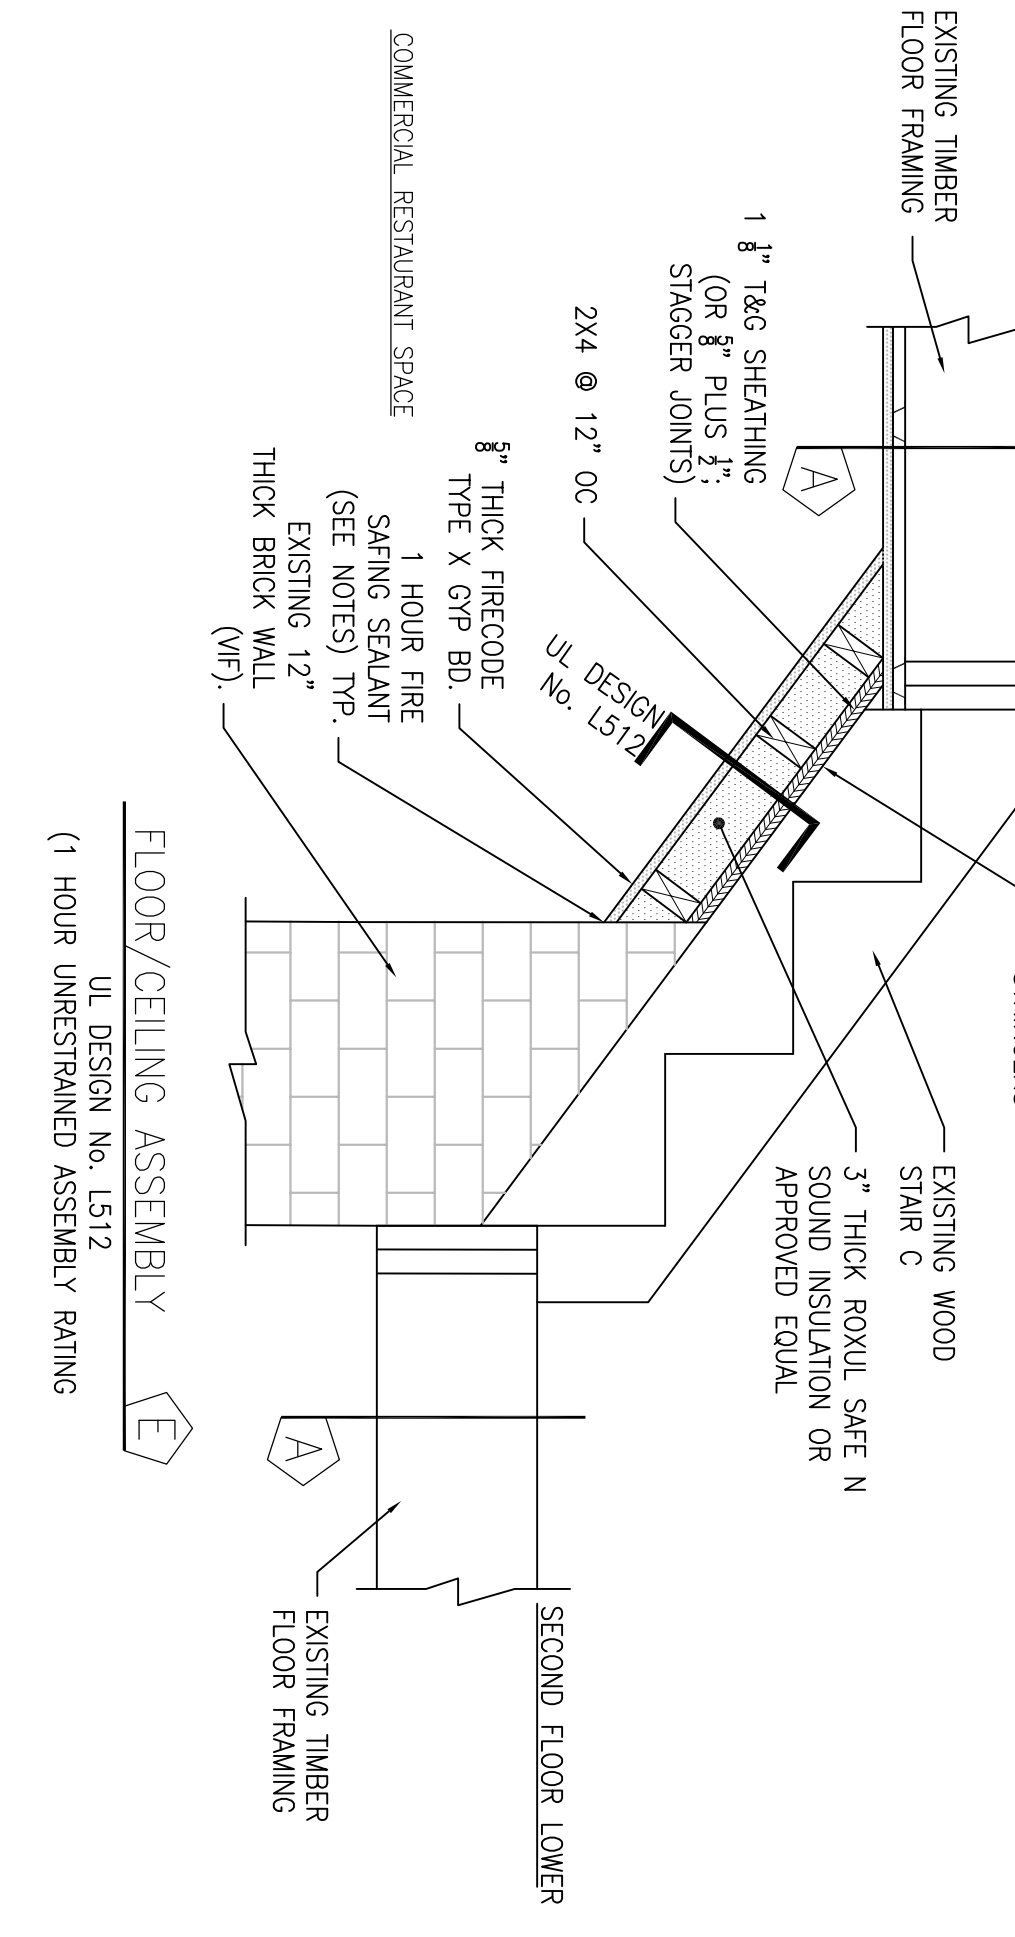 EXISTING TIMBER
FLOOR FRAMING
1 1/8" T&G SHEATHING
(OR 5/8" PLUS 1/2";
STAGGER JOINTS)
2X4 @ 12" OC
A
COMMERCIAL RESTAURANT SPACE
5/8" THICK FIRECODE
TYPE X GYP BD.
1 HOUR FIRE
SAFING SEALANT
(SEE NOTES) TYP.
EXISTING 12"
THICK BRICK WALL
(VIF).
UL DESIGN
No. L512
EXISTING WOOD
STAIR C
3" THICK ROXUL SAFE N
SOUND INSULATION OR
APPROVED EQUAL
A
SECOND FLOOR LOWER
EXISTING TIMBER
FLOOR FRAMING
FLOOR/CEILING ASSEMBLY E
UL DESIGN No. L512
(1 HOUR UNRESTRAINED ASSEMBLY RATING